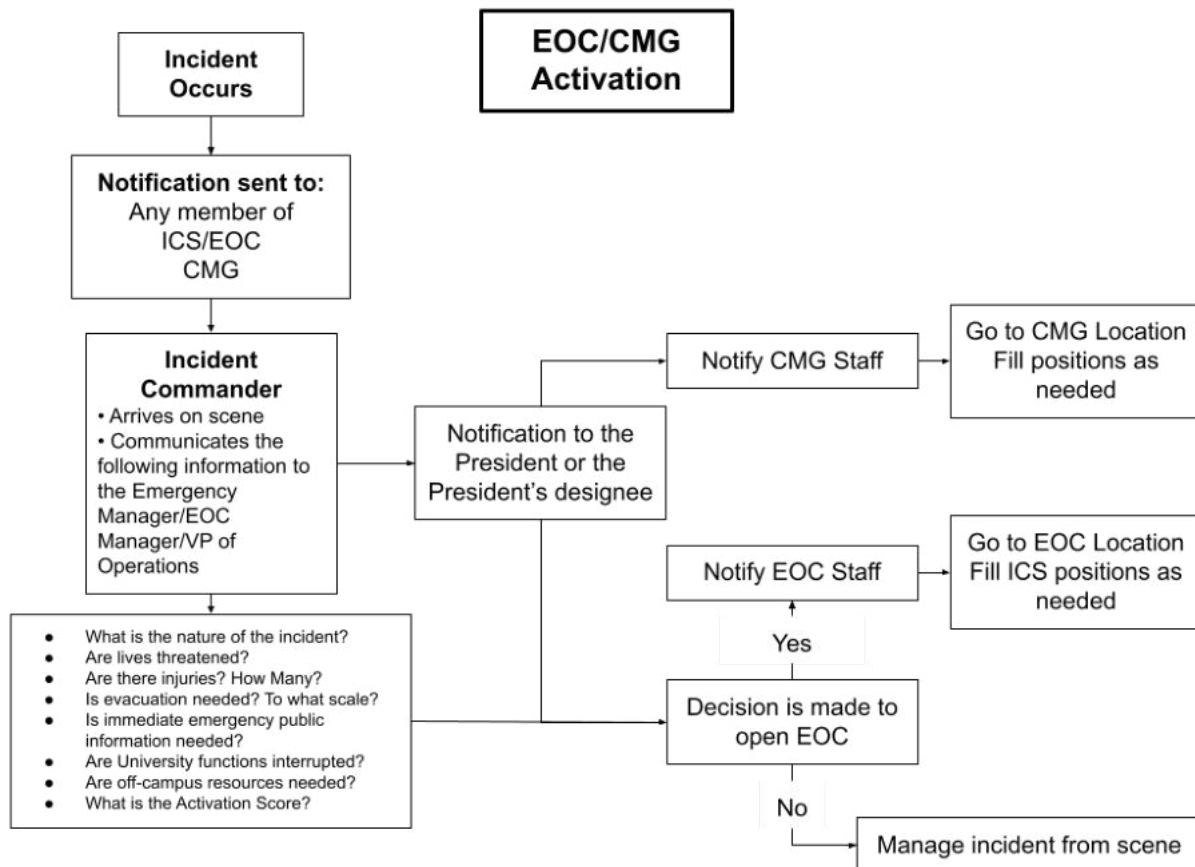 EOC/CMG
Activation
Incident
Occurs
Notification sent to:
Any member of
ICS/EOC
CMG
Incident
Commander
• Arrives on scene
• Communicates the
following information to
the Emergency
Manager/EOC
Manager/VP of
Operations
● What is the nature of the incident?
● Are lives threatened?
● Are there injuries? How Many?
● Is evacuation needed? To what scale?
● Is immediate emergency public
information needed?
● Are University functions interrupted?
● Are off-campus resources needed?
● What is the Activation Score?
Notification to the
President or the
President’s designee
Notify CMG Staff
Go to CMG Location
Fill positions as
needed
Decision is made to
open EOC
Yes
Notify EOC Staff
Go to EOC Location
Fill ICS positions as
needed
No
Manage incident from scene